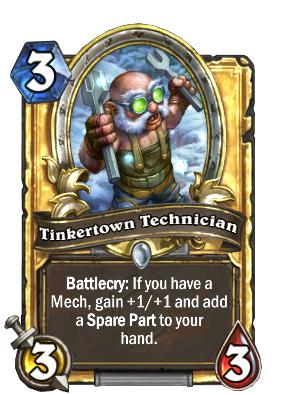 3
Tinkertown Technician
Battlecry: If you have a
Mech, gain +1/+1 and add
a Spare Part to your
hand.
3
3